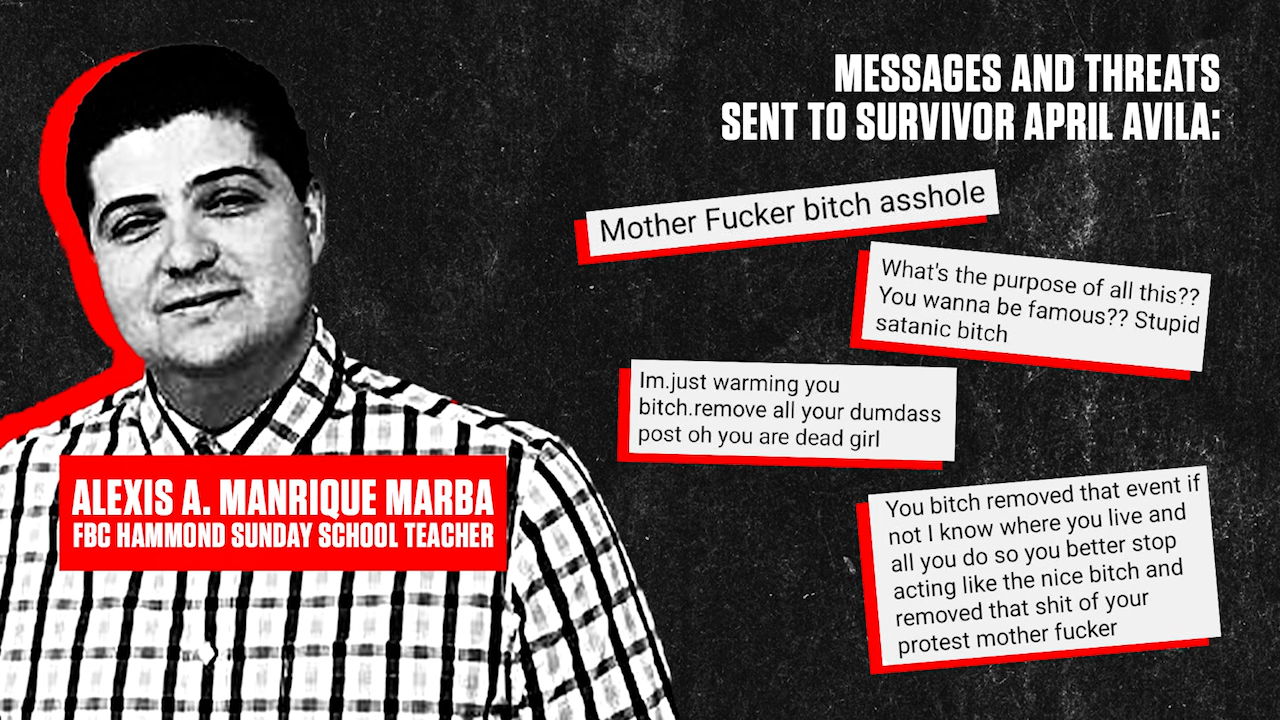 MESSAGES AND THREATS
SENT TO SURVIVOR APRIL AVILA:
Mother Fucker bitch asshole
What's the purpose of all this??
You wanna be famous?? Stupid
satanic bitch
Im.just warming you
bitch.remove all your dumdass
post oh you are dead girl
You bitch removed that event if
not I know where you live and
all you do so you better stop
acting like the nice bitch and
removed that shit of your
protest mother fucker
ALEXIS A. MANRIQUE MARBA
FBC HAMMOND SUNDAY SCHOOL TEACHER